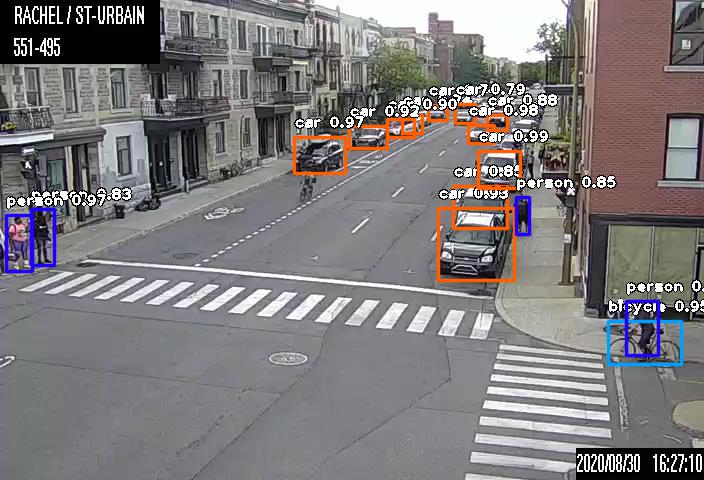 RACHEL / ST-URBAIN
551-495
car 0.79
car 0.90
car 0.88
car 0.92
car 0.98
car 0.97
car 0.99
car 0.85
person 0.85
person 0.83
person 0.97
car 0.93
person 0.
bicycle 0.95
2020/08/30 16:27:10